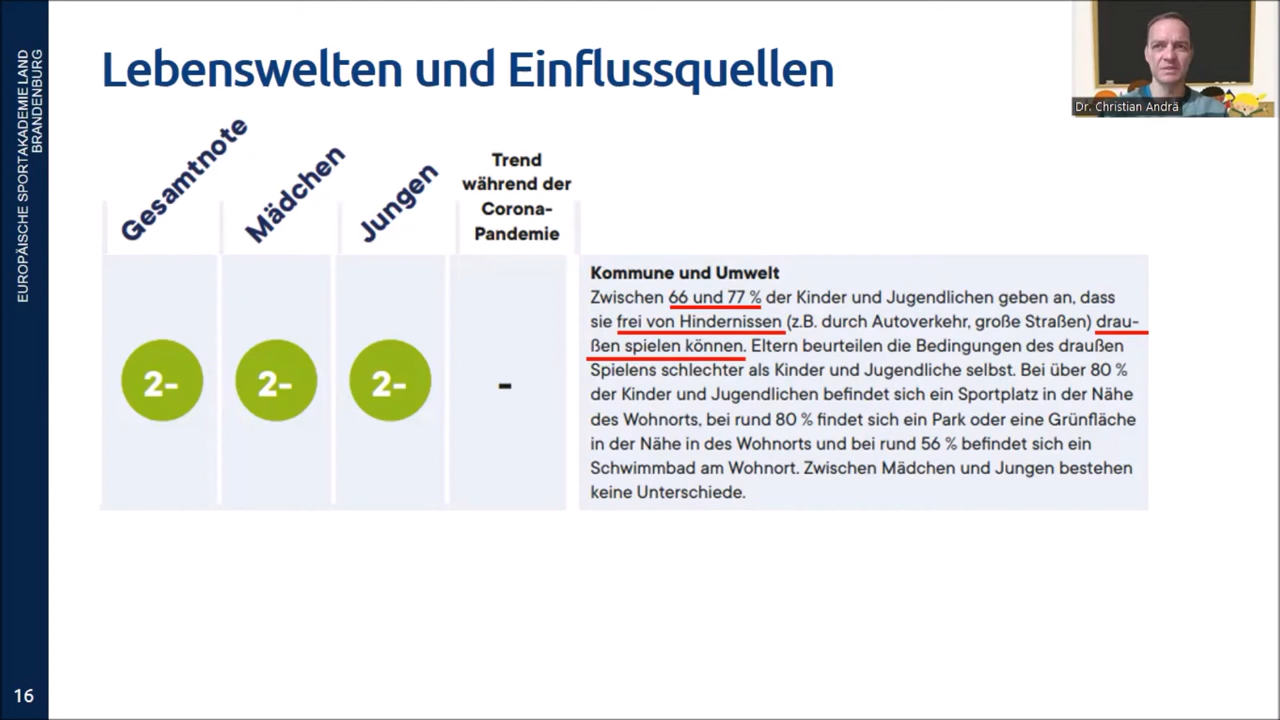 EUROPÄISCHE SPORTAKADEMIE LAND
BRANDENBURG
Lebenswelten und Einflussquellen
Dr. Christian Andrä
Gesamtnote
Mädchen
Jungen
Trend
während der
Corona-
Pandemie
2-
2-
2-
-
Kommune und Umwelt
Zwischen 66 und 77 % der Kinder und Jugendlichen geben an, dass
sie frei von Hindernissen (z.B. durch Autoverkehr, große Straßen) drau-
ßen spielen können. Eltern beurteilen die Bedingungen des draußen
Spielens schlechter als Kinder und Jugendliche selbst. Bei über 80 %
der Kinder und Jugendlichen befindet sich ein Sportplatz in der Nähe
des Wohnorts, bei rund 80 % findet sich ein Park oder eine Grünfläche
in der Nähe in des Wohnorts und bei rund 56 % befindet sich ein
Schwimmbad am Wohnort. Zwischen Mädchen und Jungen bestehen
keine Unterschiede.
16